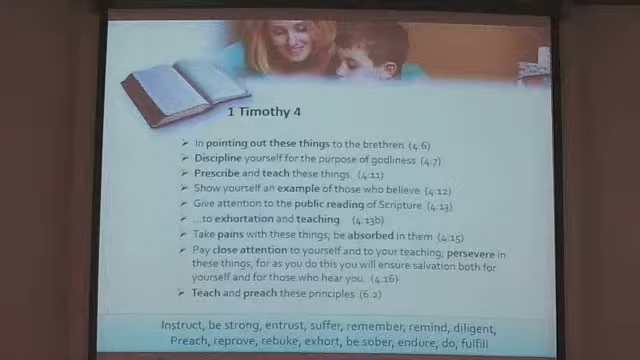 1 Timothy 4
➤ In pointing out these things to the brethren (4:6)
➤ Discipline yourself for the purpose of godliness (4:7)
➤ Prescribe and teach these things. (4:11)
➤ Show yourself an example of those who believe (4:12)
➤ Give attention to the public reading of Scripture (4:13)
➤ ...to exhortation and teaching (4:13b)
➤ Take pains with these things; be absorbed in them (4:15)
➤ Pay close attention to yourself and to your teaching; persevere in
these things, for as you do this you will ensure salvation both for
yourself and for those who hear you. (4:16)
➤ Teach and preach these principles (6:2)
Instruct, be strong, entrust, suffer, remember, remind, diligent,
Preach, reprove, rebuke, exhort, be sober, endure, do, fulfill